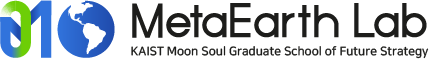 MetaEarth Lab
KAIST Moon Soul Graduate School of Future Strategy